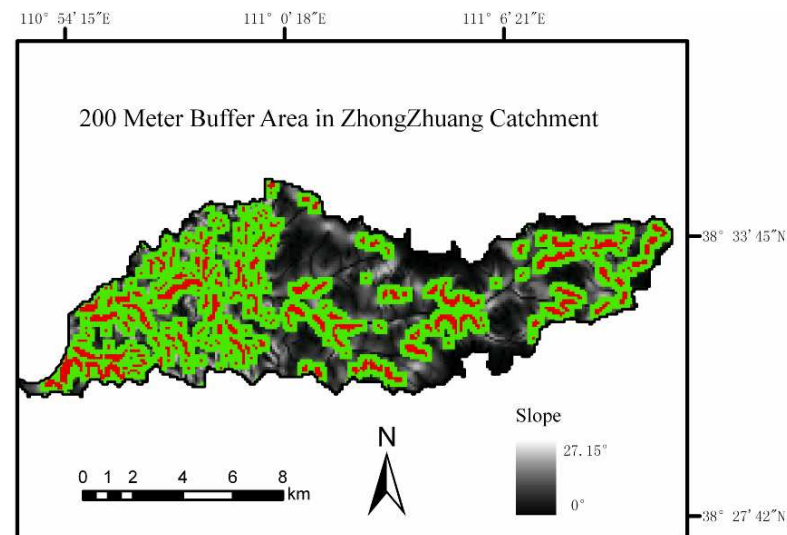 110° 54'15"E 111° 0'18"E 111° 6'21"E
200 Meter Buffer Area in ZhongZhuang Catchment
38° 33'45"N
Slope
27.15°
0°
N
0 1 2 4 6 8
km
38° 27'42"N